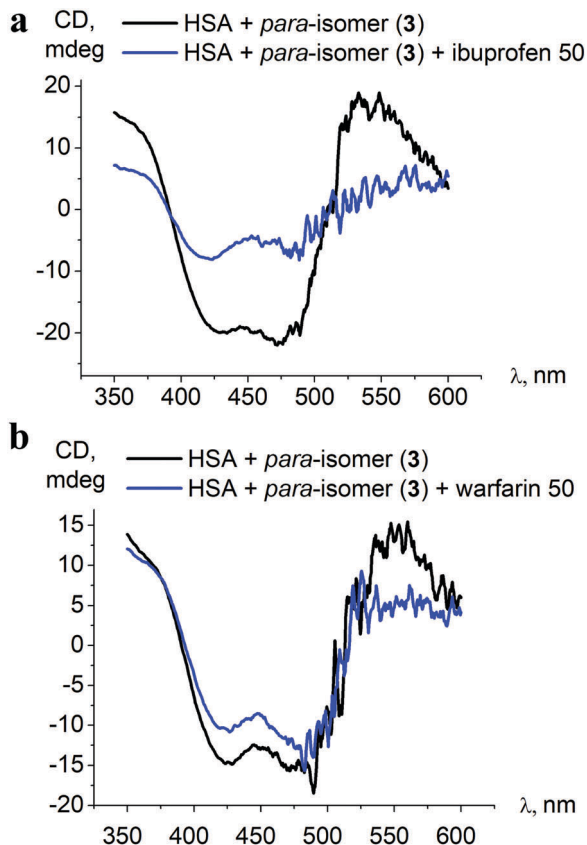 a
CD,
mdeg
HSA + para-isomer (3)
HSA + para-isomer (3) + ibuprofen 50
20
10
0
-10
-20
350 400 450 500 550 600
λ, nm
b
CD,
mdeg
HSA + para-isomer (3)
HSA + para-isomer (3) + warfarin 50
15
10
5
0
-5
-10
-15
-20
350 400 450 500 550 600
λ, nm